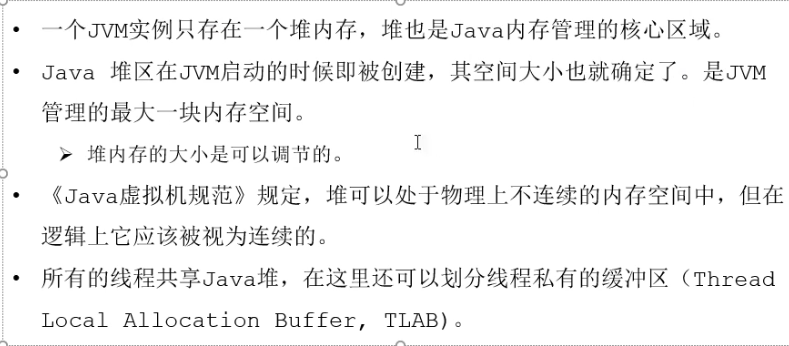 • 一个JVM实例只存在一个堆内存，堆也是Java内存管理的核心区域。
• Java 堆区在JVM启动的时候即被创建，其空间大小也就确定了。是JVM
管理的最大一块内存空间。
➢ 堆内存的大小是可以调节的。
• 《Java虚拟机规范》规定，堆可以处于物理上不连续的内存空间中，但在
逻辑上它应该被视为连续的。
• 所有的线程共享Java堆，在这里还可以划分线程私有的缓冲区（Thread
Local Allocation Buffer, TLAB)。